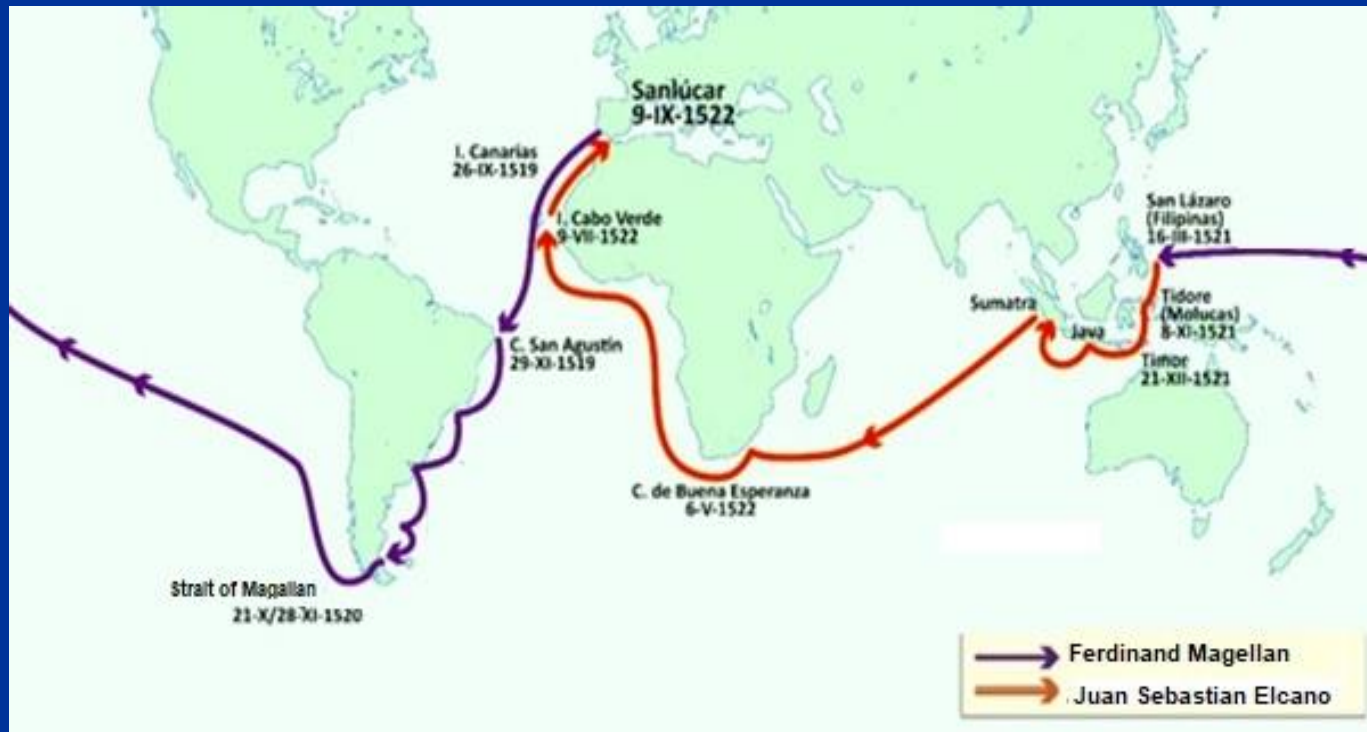 Sanlúcar
9-IX-1522
I. Canarias
26-IX-1519
I. Cabo Verde
9-VII-1522
San Lázaro
(Filipinas)
16-III-1521
Sumatra
Java
Tidore
(Molucas)
8-XI-1521
Timor
21-XII-1521
C. San Agustín
29-XI-1519
C. de Buena Esperanza
6-V-1522
Strait of Magallan
21-X/28-XI-1520
Ferdinand Magellan
Juan Sebastian Elcano